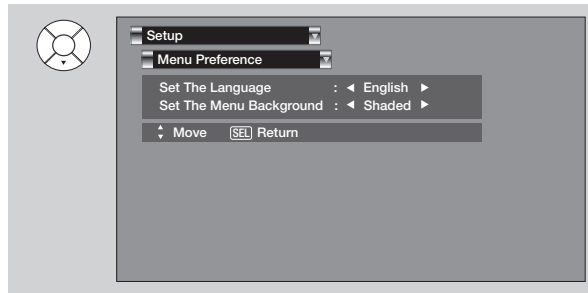 Setup
Menu Preference
Set The Language : ◄ English ►
Set The Menu Background : ◄ Shaded ►
Move SEL Return